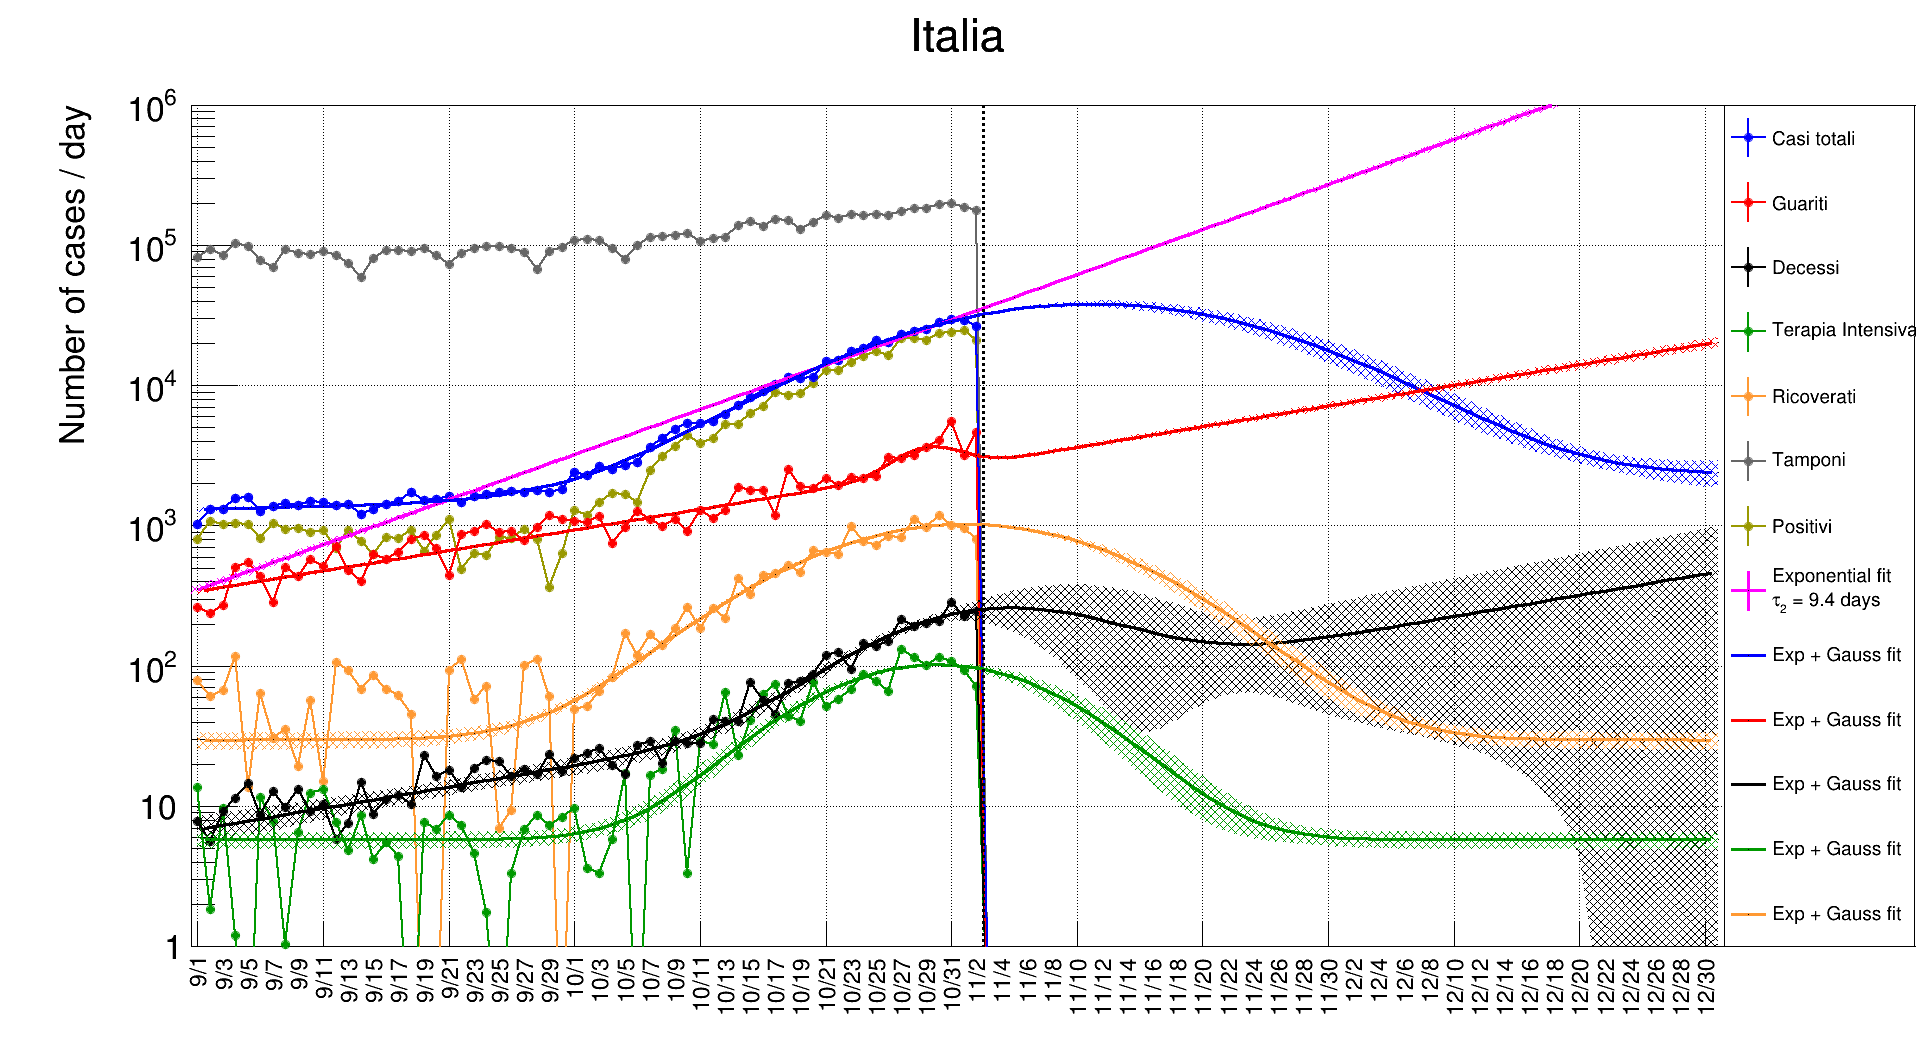 Italia
Number of cases / day
10^6
10^5
10^4
10^3
10^2
10
1
9/1 9/3 9/5 9/7 9/9 9/11 9/13 9/15 9/17 9/19 9/21 9/23 9/25 9/27 9/29 10/1 10/3 10/5 10/7 10/9 10/11 10/13 10/15 10/17 10/19 10/21 10/23 10/25 10/27 10/29 10/31 11/2 11/4 11/6 11/8 11/10 11/12 11/14 11/16 11/18 11/20 11/22 11/24 11/26 11/28 11/30 12/2 12/4 12/6 12/8 12/10 12/12 12/14 12/16 12/18 12/20 12/22 12/24 12/26 12/28 12/30
Casi totali
Guariti
Decessi
Terapia Intensiva
Ricoverati
Tamponi
Positivi
Exponential fit
τ₂ = 9.4 days
Exp + Gauss fit
Exp + Gauss fit
Exp + Gauss fit
Exp + Gauss fit
Exp + Gauss fit